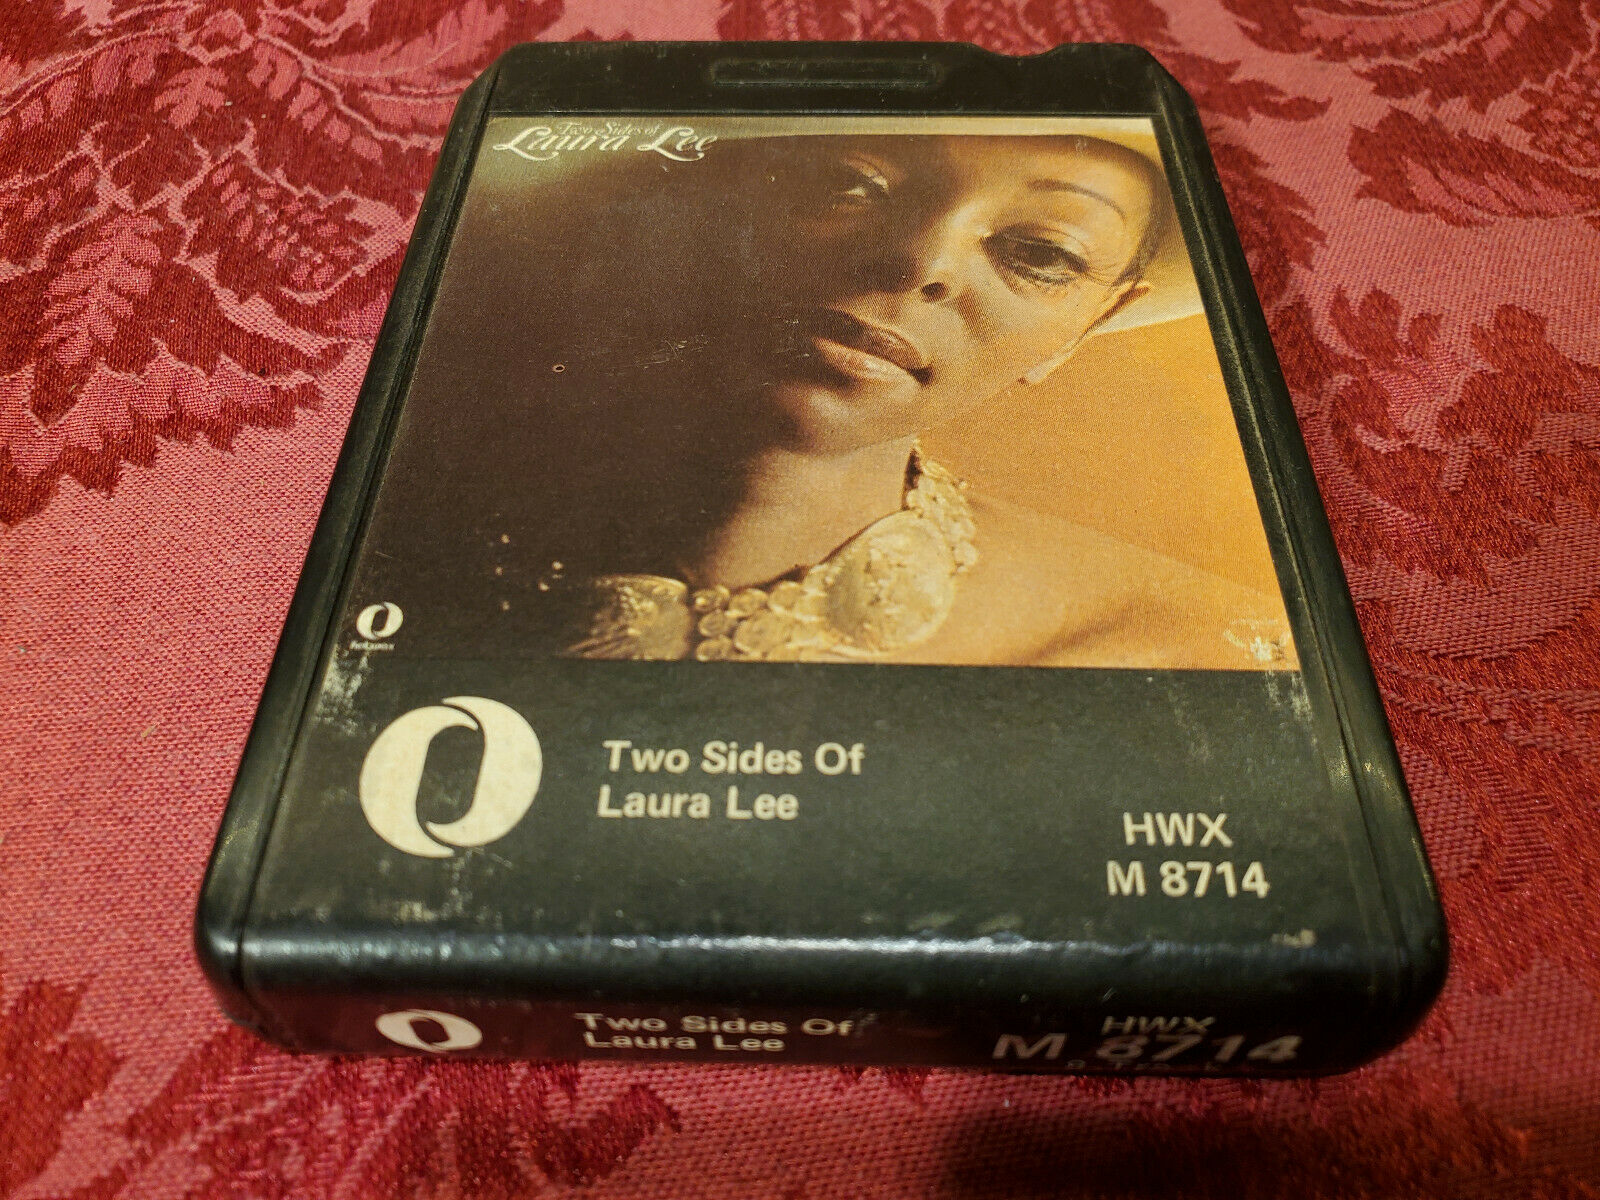 Two Sides of
Laura Lee
Two Sides Of
Laura Lee
HWX
M 8714
Two Sides Of
Laura Lee
HWX
M 8714